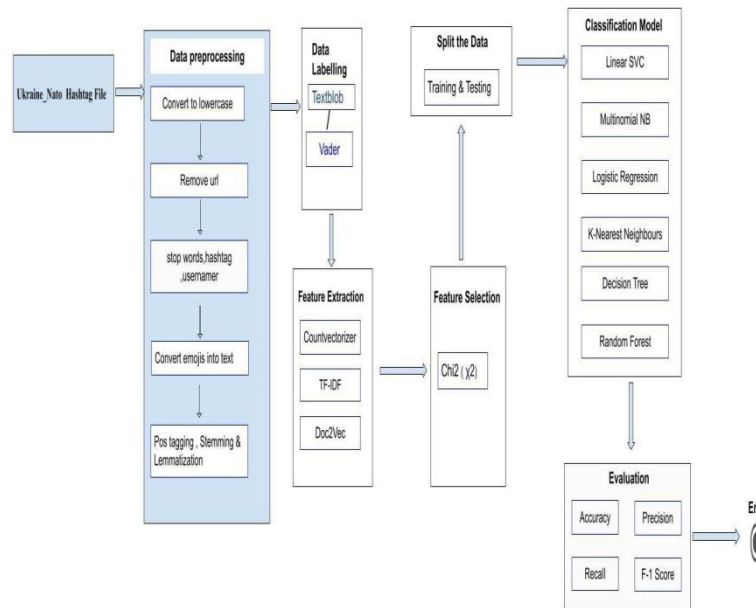 Ukraine_Nato Hashtag File
Data preprocessing
Convert to lowercase
Remove url
stop words,hashtag
,usernamer
Convert emojis into text
Pos tagging , Stemming &
Lemmatization
Data
Labelling
Textblob
Vader
Feature Extraction
Countvectorizer
TF-IDF
Doc2Vec
Feature Selection
Chi2 ( χ2)
Split the Data
Training & Testing
Classification Model
Linear SVC
Multinomial NB
Logistic Regression
K-Nearest Neighbours
Decision Tree
Random Forest
Evaluation
Accuracy
Precision
Recall
F-1 Score